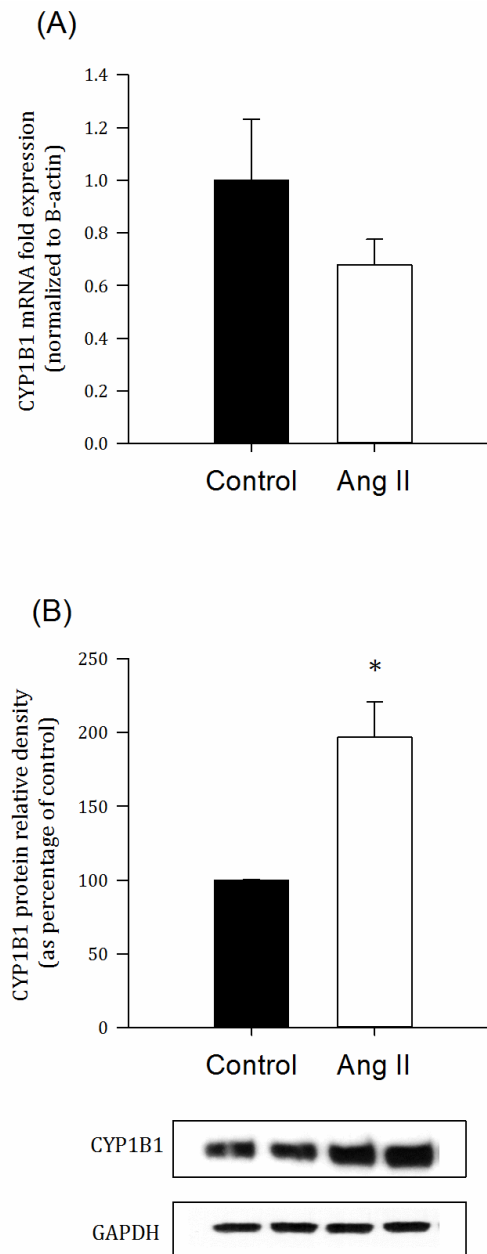 (A)
CYP1B1 mRNA fold expression
(normalized to B-actin)
1.4
1.2
1.0
0.8
0.6
0.4
0.2
0.0
Control Ang II
(B)
CYP1B1 protein relative density
(as percentage of control)
250
200
150
100
50
0
*
Control Ang II
CYP1B1
GAPDH